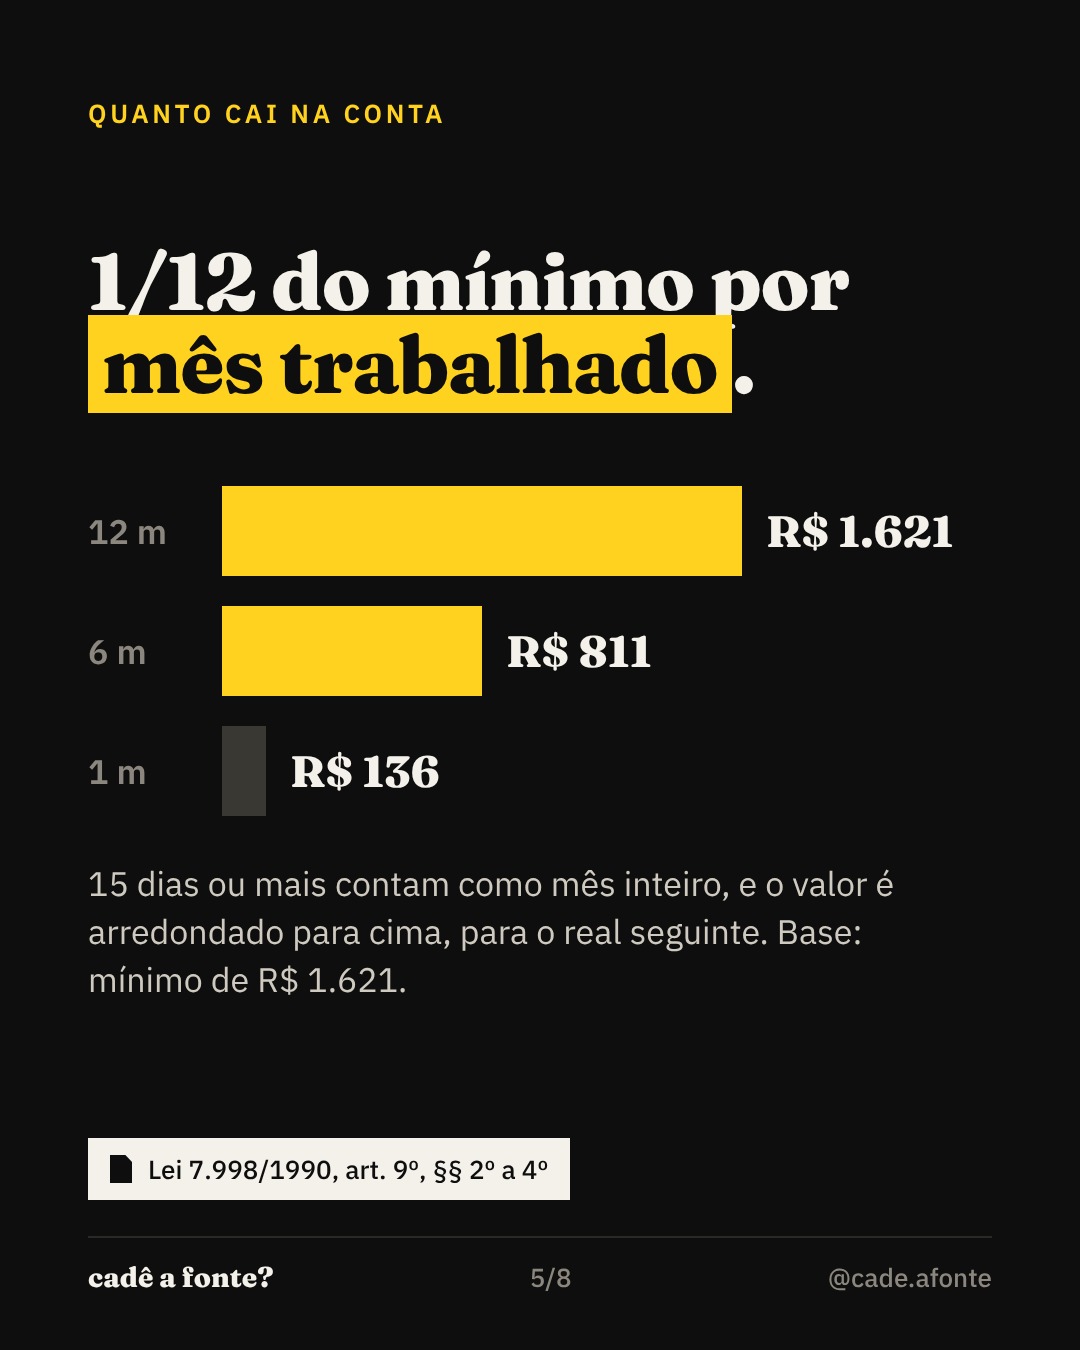 QUANTO CAI NA CONTA
1/12 do mínimo por
mês trabalhado.
12 m
R$ 1.621
6 m
R$ 811
1 m
R$ 136
15 dias ou mais contam como mês inteiro, e o valor é
arredondado para cima, para o real seguinte. Base:
mínimo de R$ 1.621.
Lei 7.998/1990, art. 9º, §§ 2º a 4º
cadê a fonte?
5/8
@cade.afonte